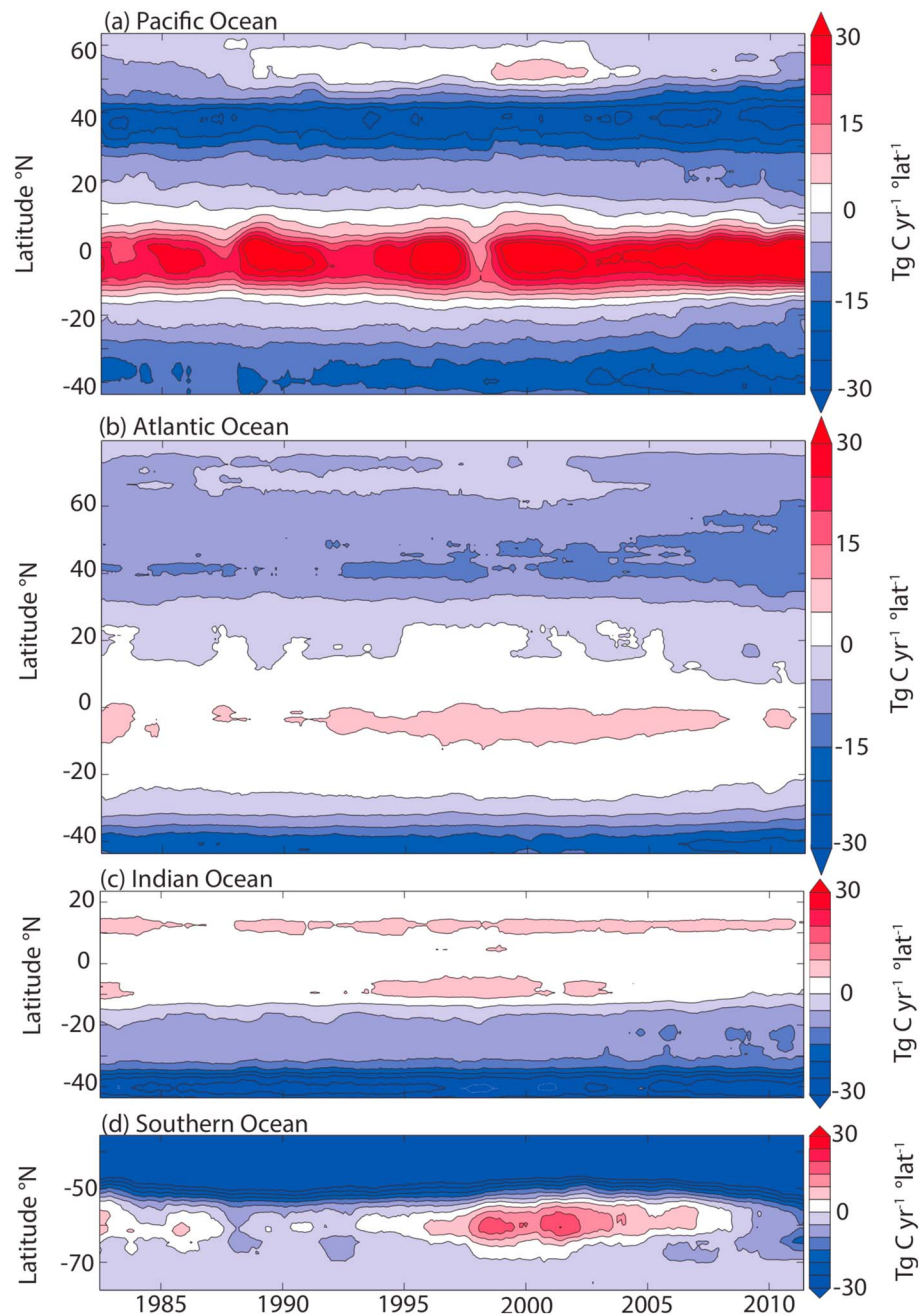 (a) Pacific Ocean
60
40
20
0
-20
-40
Latitude °N
30
15
0
-15
-30
Tg C yr⁻¹ °lat⁻¹
(b) Atlantic Ocean
60
40
20
0
-20
-40
Latitude °N
30
15
0
-15
-30
Tg C yr⁻¹ °lat⁻¹
(c) Indian Ocean
20
0
-20
-40
Latitude °N
30
0
-30
Tg C yr⁻¹ °lat⁻¹
(d) Southern Ocean
-50
-70
Latitude °N
30
0
-30
Tg C yr⁻¹ °lat⁻¹
1985 1990 1995 2000 2005 2010